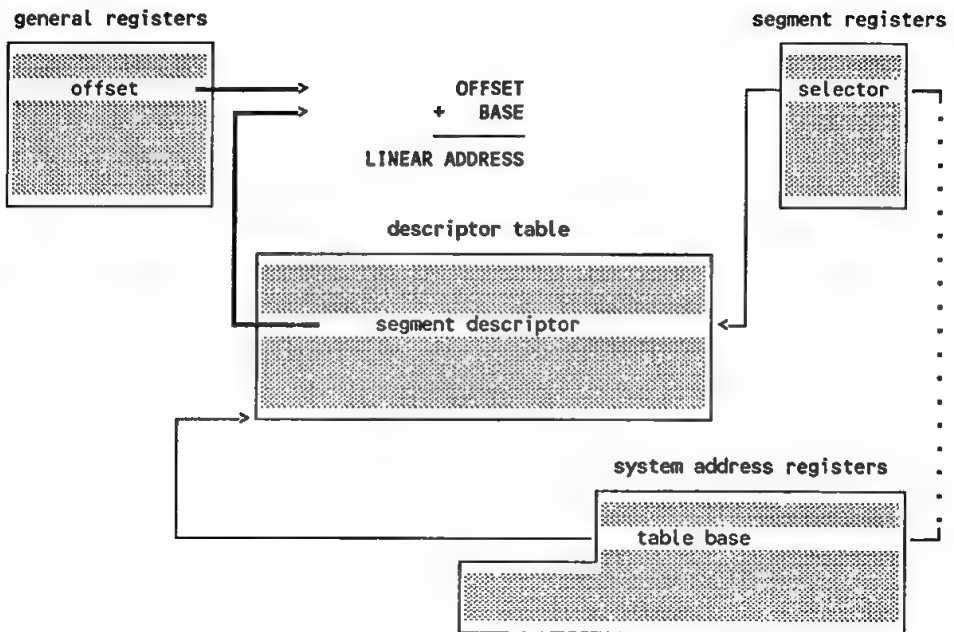 general registers
segment registers
offset
selector
OFFSET
+ BASE
LINEAR ADDRESS
descriptor table
segment descriptor
system address registers
table base